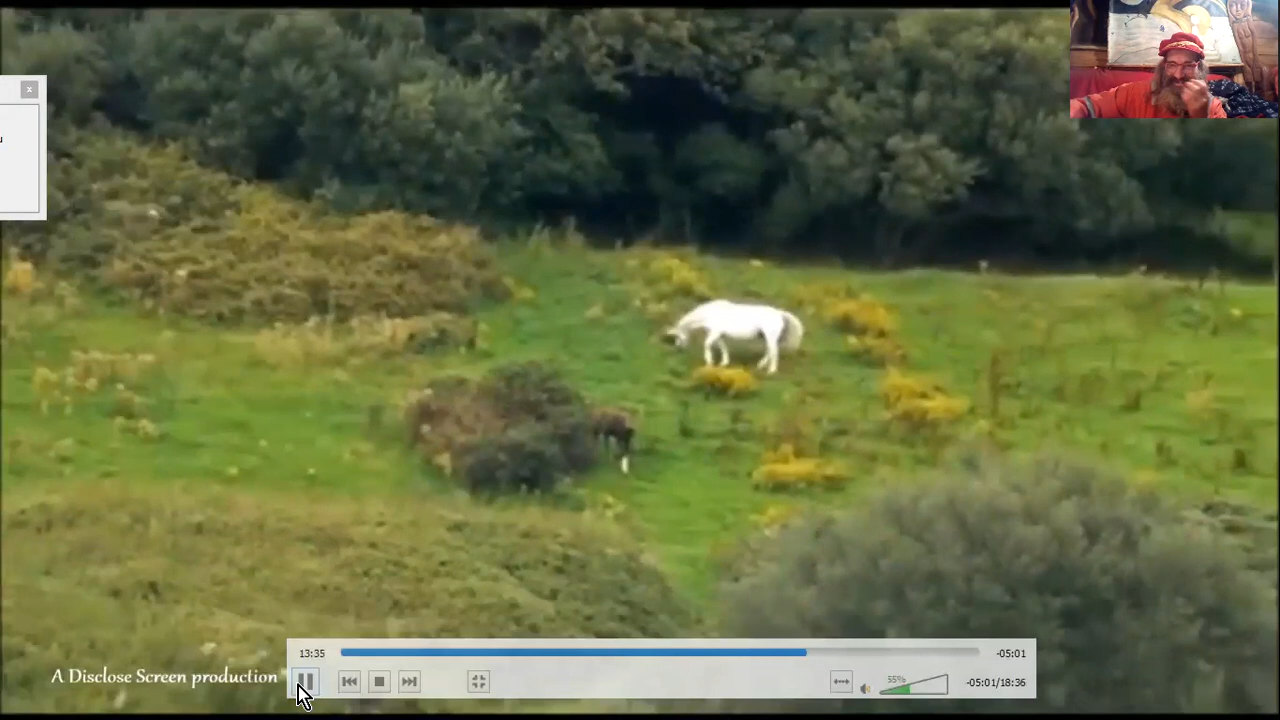 x
u
A Disclose Screen production
13:35
-05:01
55%
-05:01/18:36